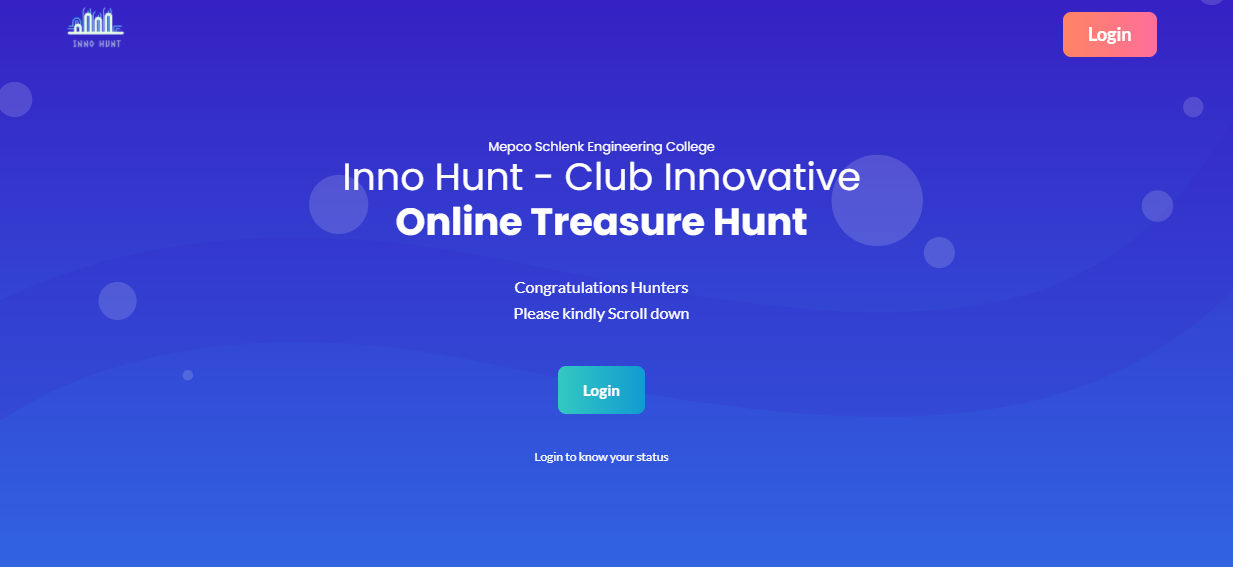 INNO HUNT
Login
Mepco Schlenk Engineering College
Inno Hunt - Club Innovative
Online Treasure Hunt
Congratulations Hunters
Please kindly Scroll down
Login
Login to know your status